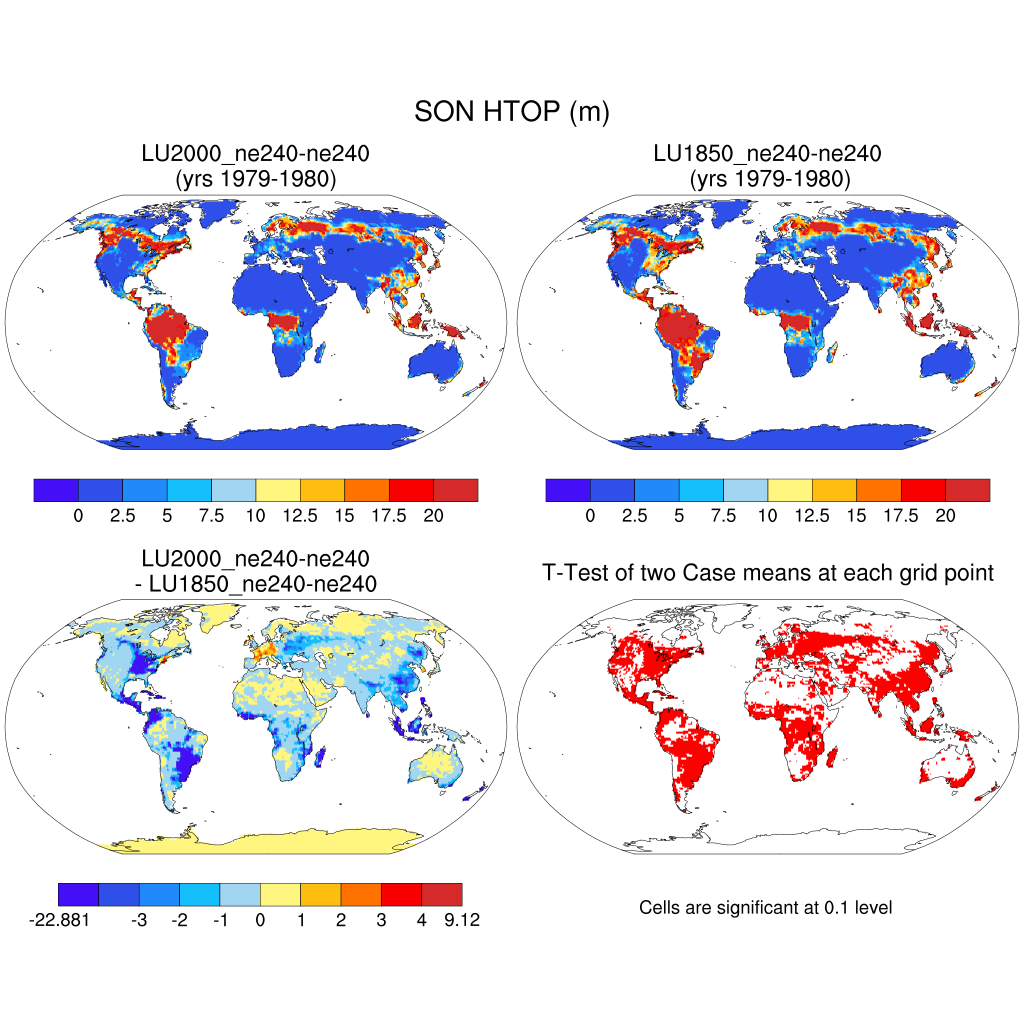 SON HTOP (m)
LU2000_ne240-ne240
(yrs 1979-1980)
LU1850_ne240-ne240
(yrs 1979-1980)
0 2.5 5 7.5 10 12.5 15 17.5 20
0 2.5 5 7.5 10 12.5 15 17.5 20
LU2000_ne240-ne240
- LU1850_ne240-ne240
T-Test of two Case means at each grid point
-22.881 -3 -2 -1 0 1 2 3 4 9.12
Cells are significant at 0.1 level